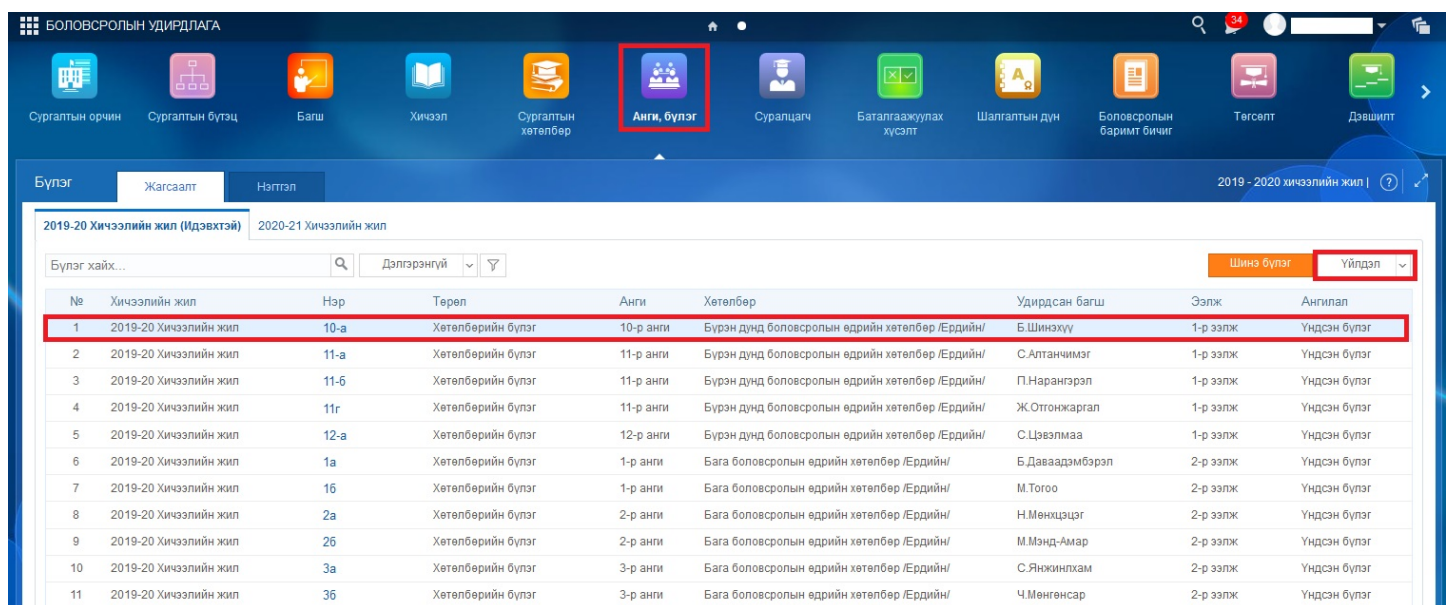 БОЛОВСРОЛЫН УДИРДЛАГА 34
Сургалтын орчин Сургалтын бүтэц Багш Хичээл Сургалтын хөтөлбөр Анги, бүлэг Суралцагч Баталгаажуулах хүсэлт Шалгалтын дүн Боловсролын баримт бичиг Төгсөлт Дэвшилт
Бүлэг Жагсаалт Нэгтгэл 2019 - 2020 хичээлийн жил |
2019-20 Хичээлийн жил (Идэвхтэй) 2020-21 Хичээлийн жил
Бүлэг хайх... Дэлгэрэнгүй Шинэ бүлэг Үйлдэл
№ Хичээлийн жил Нэр Төрөл Анги Хөтөлбөр Удирдсан багш Ээлж Ангилал
1 2019-20 Хичээлийн жил 10-а Хөтөлбөрийн бүлэг 10-р анги Бүрэн дунд боловсролын өдрийн хөтөлбөр /Ердийн/ Б.Шинэхүү 1-р ээлж Үндсэн бүлэг
2 2019-20 Хичээлийн жил 11-а Хөтөлбөрийн бүлэг 11-р анги Бүрэн дунд боловсролын өдрийн хөтөлбөр /Ердийн/ С.Алтанчимэг 1-р ээлж Үндсэн бүлэг
3 2019-20 Хичээлийн жил 11-б Хөтөлбөрийн бүлэг 11-р анги Бүрэн дунд боловсролын өдрийн хөтөлбөр /Ердийн/ П.Нарангэрэл 1-р ээлж Үндсэн бүлэг
4 2019-20 Хичээлийн жил 11г Хөтөлбөрийн бүлэг 11-р анги Бүрэн дунд боловсролын өдрийн хөтөлбөр /Ердийн/ Ж.Отгонжаргал 1-р ээлж Үндсэн бүлэг
5 2019-20 Хичээлийн жил 12-а Хөтөлбөрийн бүлэг 12-р анги Бүрэн дунд боловсролын өдрийн хөтөлбөр /Ердийн/ С.Цэвэлмаа 1-р ээлж Үндсэн бүлэг
6 2019-20 Хичээлийн жил 1а Хөтөлбөрийн бүлэг 1-р анги Бага боловсролын өдрийн хөтөлбөр /Ердийн/ Б.Даваадэмбэрэл 2-р ээлж Үндсэн бүлэг
7 2019-20 Хичээлийн жил 1б Хөтөлбөрийн бүлэг 1-р анги Бага боловсролын өдрийн хөтөлбөр /Ердийн/ М.Тогоо 2-р ээлж Үндсэн бүлэг
8 2019-20 Хичээлийн жил 2а Хөтөлбөрийн бүлэг 2-р анги Бага боловсролын өдрийн хөтөлбөр /Ердийн/ Н.Мөнхцэцэг 2-р ээлж Үндсэн бүлэг
9 2019-20 Хичээлийн жил 2б Хөтөлбөрийн бүлэг 2-р анги Бага боловсролын өдрийн хөтөлбөр /Ердийн/ М.Мэнд-Амар 2-р ээлж Үндсэн бүлэг
10 2019-20 Хичээлийн жил 3а Хөтөлбөрийн бүлэг 3-р анги Бага боловсролын өдрийн хөтөлбөр /Ердийн/ С.Янжинлхам 2-р ээлж Үндсэн бүлэг
11 2019-20 Хичээлийн жил 3б Хөтөлбөрийн бүлэг 3-р анги Бага боловсролын өдрийн хөтөлбөр /Ердийн/ Ч.Мөнгөнсар 2-р ээлж Үндсэн бүлэг